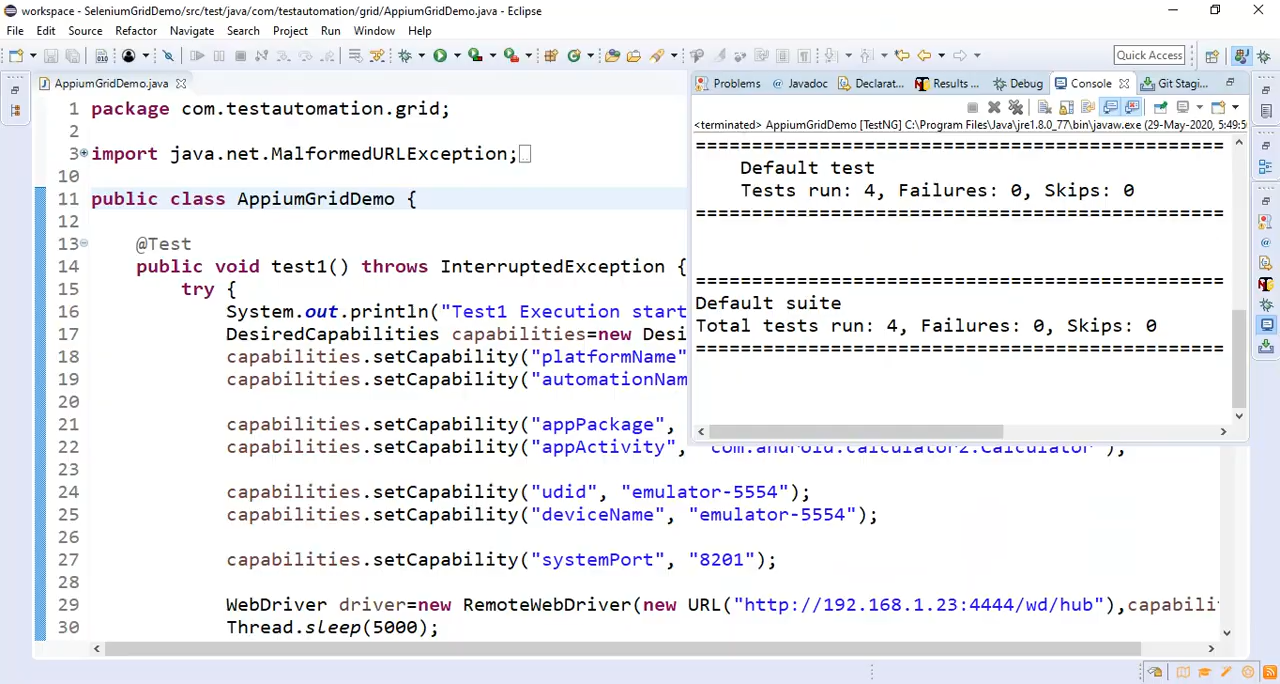 workspace - SeleniumGridDemo/src/test/java/com/testautomation/grid/AppiumGridDemo.java - Eclipse
File Edit Source Refactor Navigate Search Project Run Window Help
Quick Access
AppiumGridDemo.java
Problems Javadoc Declarat... Results... Debug Console Git Stagi...
<terminated> AppiumGridDemo [TestNG] C:\Program Files\Java\jre1.8.0_77\bin\javaw.exe (29-May-2020, 5:49:5
===============================================
Default test
Tests run: 4, Failures: 0, Skips: 0
===============================================
===============================================
Default suite
Total tests run: 4, Failures: 0, Skips: 0
===============================================
1 package com.testautomation.grid;
2
3 import java.net.MalformedURLException;
10
11 public class AppiumGridDemo {
12
13 @Test
14 public void test1() throws InterruptedException {
15 try {
16 System.out.println("Test1 Execution start
17 DesiredCapabilities capabilities=new Desi
18 capabilities.setCapability("platformName"
19 capabilities.setCapability("automationNam
20
21 capabilities.setCapability("appPackage",
22 capabilities.setCapability("appActivity", "com.android.calculator2.Calculator");
23
24 capabilities.setCapability("udid", "emulator-5554");
25 capabilities.setCapability("deviceName", "emulator-5554");
26
27 capabilities.setCapability("systemPort", "8201");
28
29 WebDriver driver=new RemoteWebDriver(new URL("http://192.168.1.23:4444/wd/hub"),capabili
30 Thread.sleep(5000);